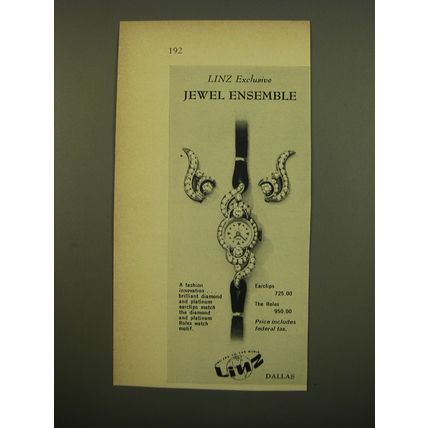 192
LINZ Exclusive
JEWEL ENSEMBLE
A fashion
innovation . . .
brilliant diamond
and platinum
earclips match
the diamond
and platinum
Rolex watch
motif.
Earclips
725.00
The Rolex
950.00
Price includes
federal tax.
Linz
DALLAS